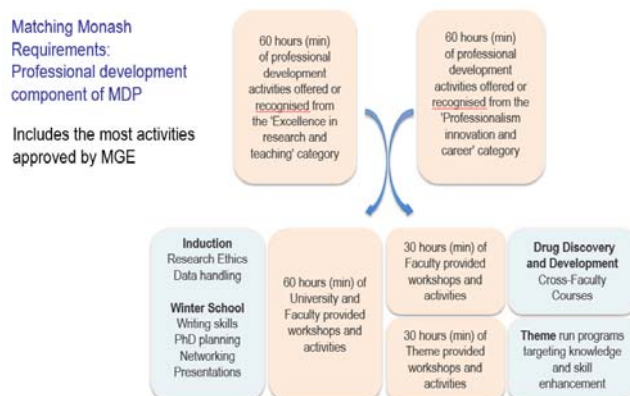 Matching Monash
Requirements:
Professional development
component of MDP
Includes the most activities
approved by MGE
60 hours (min)
of professional
development
activities offered or
recognised from
the 'Excellence in
research and
teaching' category
60 hours (min)
of professional
development
activities offered or
recognised from the
'Professionalism
innovation and
career' category
Induction
Research Ethics
Data handling
Winter School
Writing skills
PhD planning
Networking
Presentations
60 hours (min) of
University and
Faculty provided
workshops and
activities
30 hours (min) of
Faculty provided
workshops and
activities
30 hours (min) of
Theme provided
workshops and
activities
Drug Discovery
and Development
Cross-Faculty
Courses
Theme run programs
targeting knowledge
and skill
enhancement